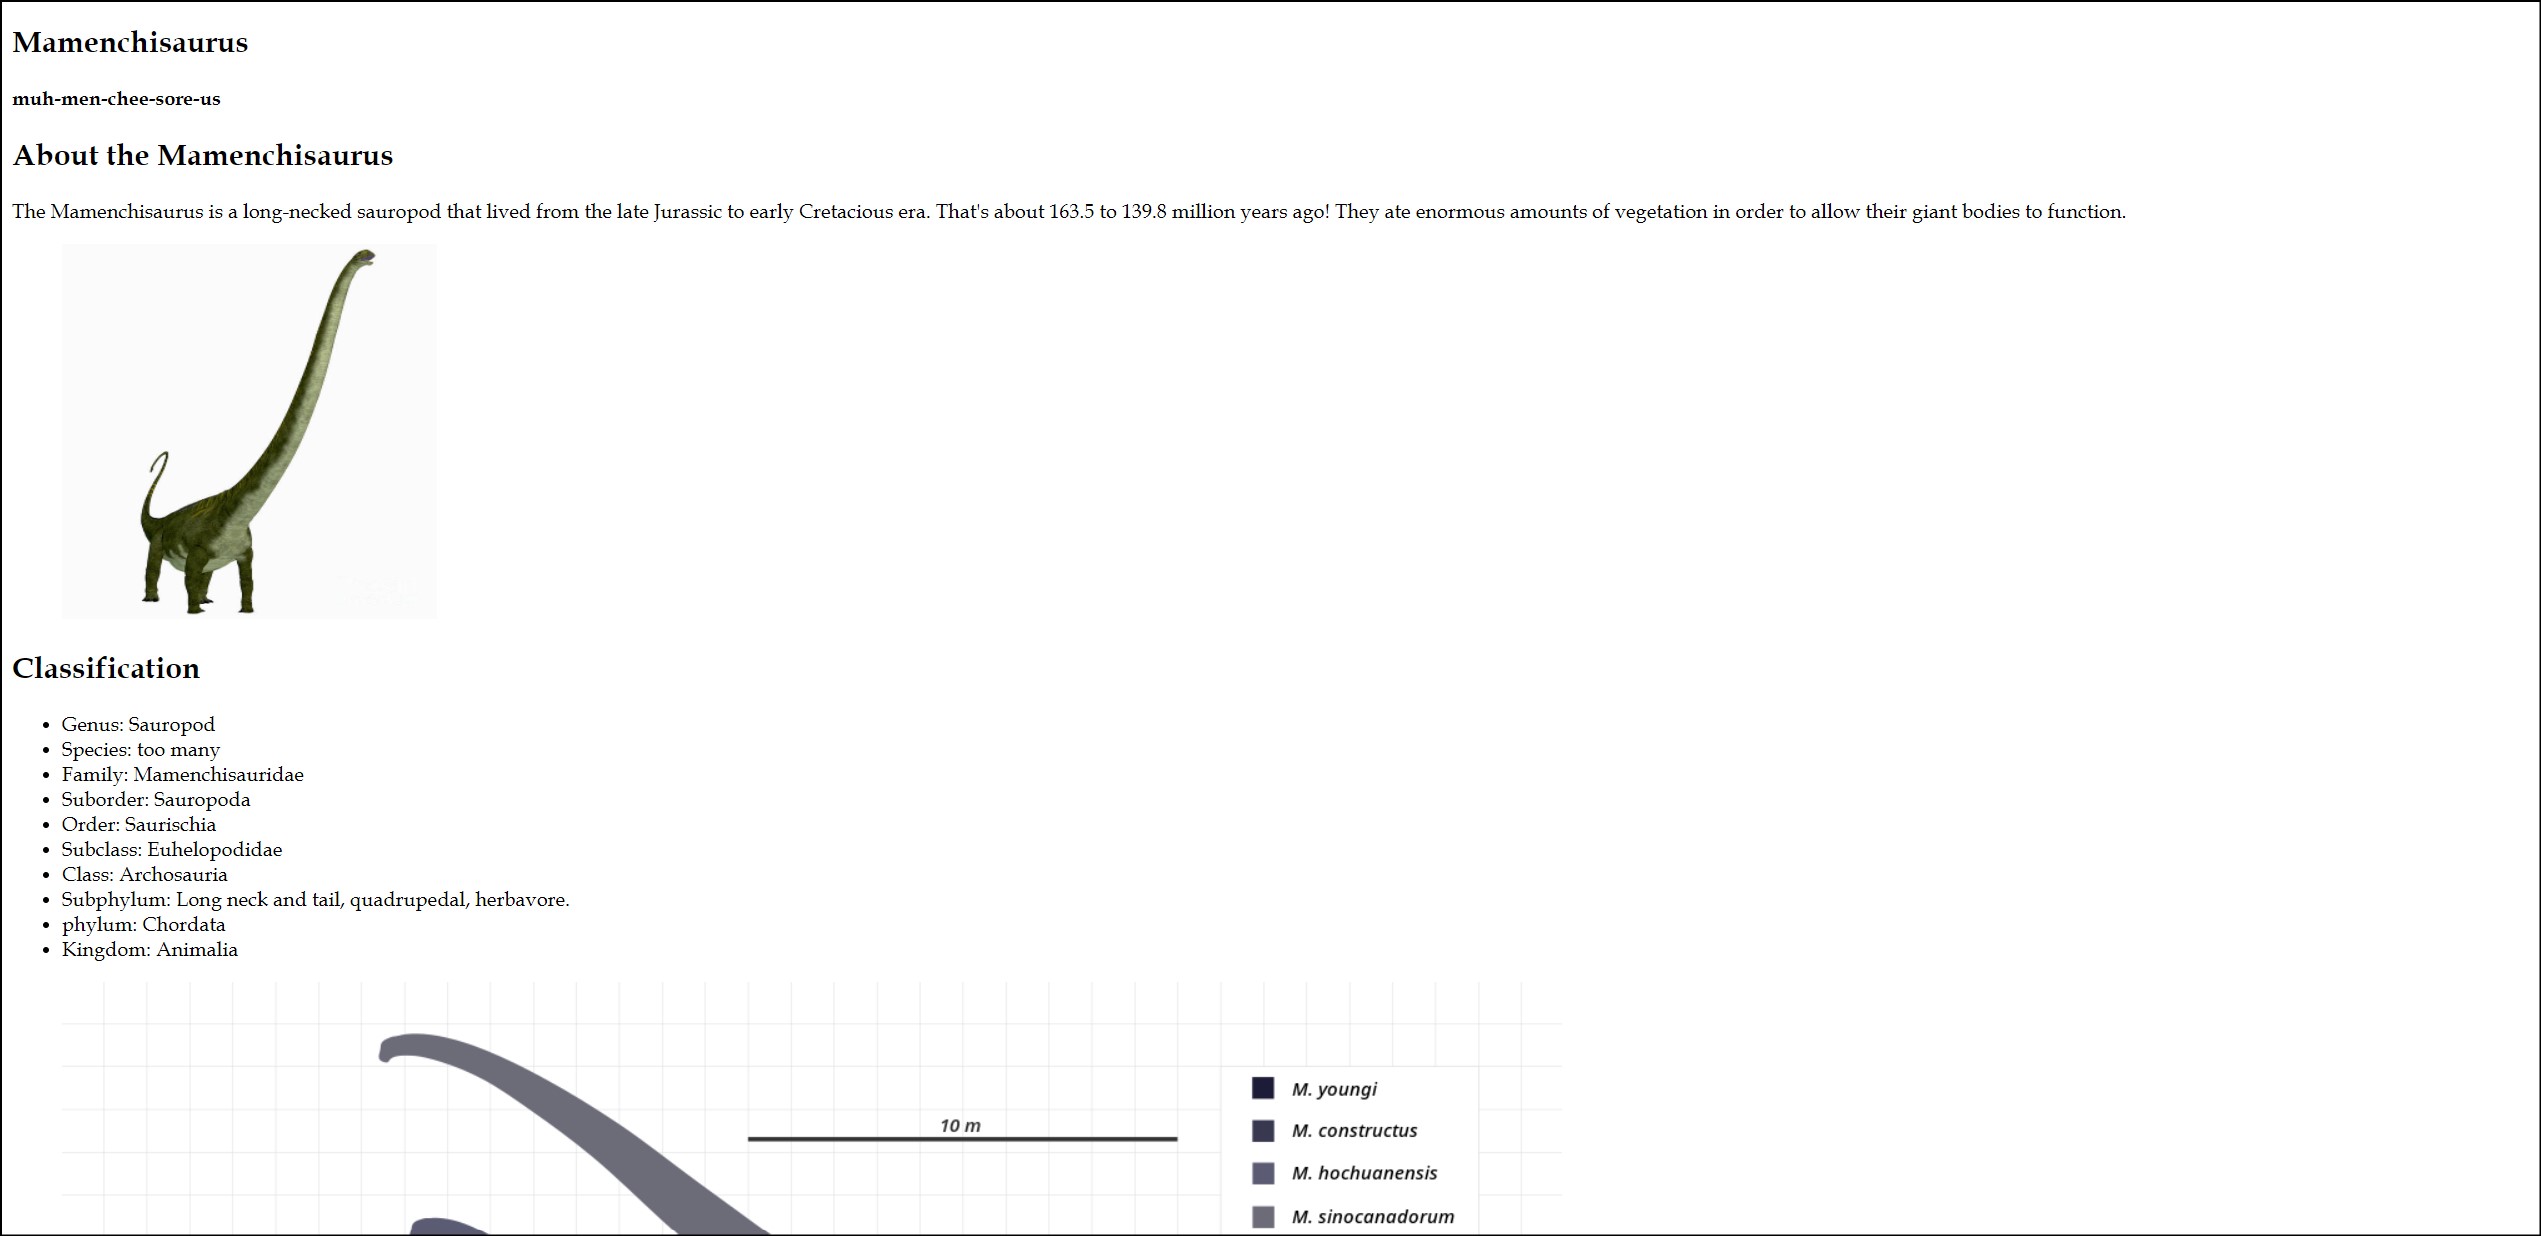 Mamenchisaurus
muh-men-chee-sore-us
About the Mamenchisaurus
The Mamenchisaurus is a long-necked sauropod that lived from the late Jurassic to early Cretacious era. That's about 163.5 to 139.8 million years ago! They ate enormous amounts of vegetation in order to allow their giant bodies to function.
Classification
• Genus: Sauropod
• Species: too many
• Family: Mamenchisauridae
• Suborder: Sauropoda
• Order: Saurischia
• Subclass: Euhelopodidae
• Class: Archosauria
• Subphylum: Long neck and tail, quadrupedal, herbavore.
• phylum: Chordata
• Kingdom: Animalia
10 m
M. youngi
M. constructus
M. hochuanensis
M. sinocanadorum